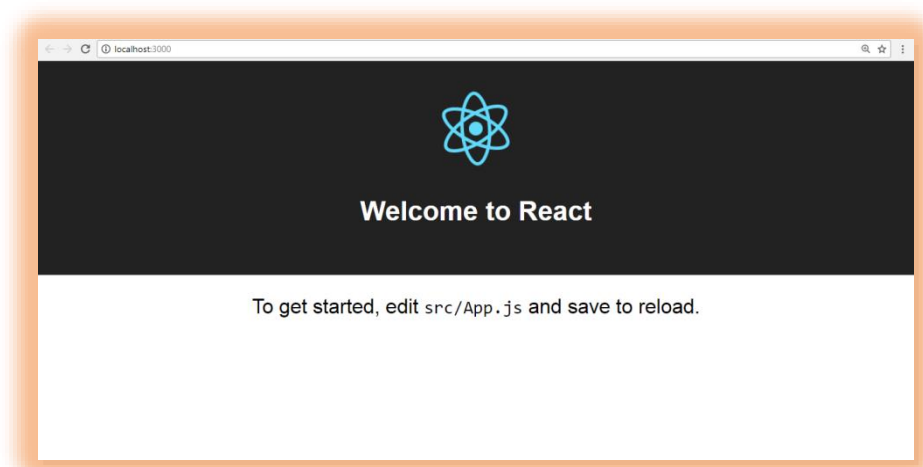 localhost:3000
Welcome to React
To get started, edit src/App.js and save to reload.